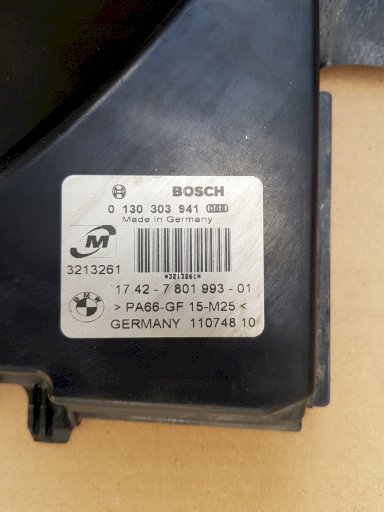 BOSCH
0 130 303 941
Made in Germany
M
3213261
*3213261*
17 42 - 7 801 993 - 01
BMW
> PA66-GF 15-M25 <
GERMANY 110748 10